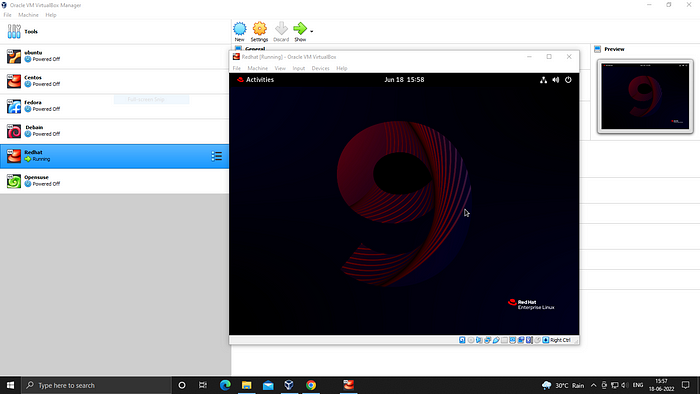 Oracle VM VirtualBox Manager
File Machine Help
Tools
New Settings Discard Show
ubuntu
Powered Off
Centos
Powered Off
Fedora
Powered Off
Debain
Powered Off
Redhat
Running
Opensuse
Powered Off
General
Preview
Redhat [Running] - Oracle VM VirtualBox
File Machine View Input Devices Help
Activities Jun 18 15:58
9
Red Hat
Enterprise Linux
Right Ctrl
Type here to search
30°C Rain
ENG
15:57
18-06-2022